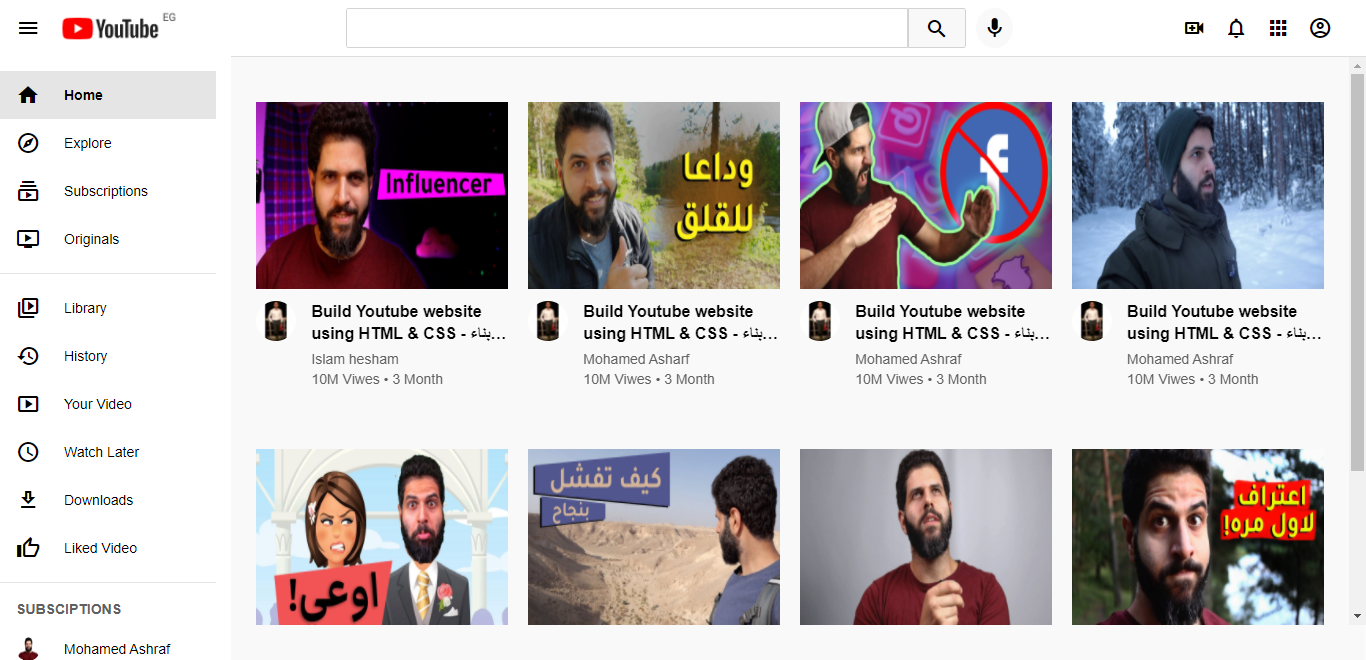 YouTube EG
Home
Explore
Subscriptions
Originals
Library
History
Your Video
Watch Later
Downloads
Liked Video
SUBSCIPTIONS
Mohamed Ashraf
Influencer
وداعا
للقلق
f
Build Youtube website
using HTML & CSS - بناء...
Islam hesham
10M Viwes • 3 Month
Build Youtube website
using HTML & CSS - بناء...
Mohamed Asharf
10M Viwes • 3 Month
Build Youtube website
using HTML & CSS - بناء...
Mohamed Ashraf
10M Viwes • 3 Month
Build Youtube website
using HTML & CSS - بناء...
Mohamed Ashraf
10M Viwes • 3 Month
اوعى!
كيف تفشل
بنجاح
اعتراف
لاول مره!